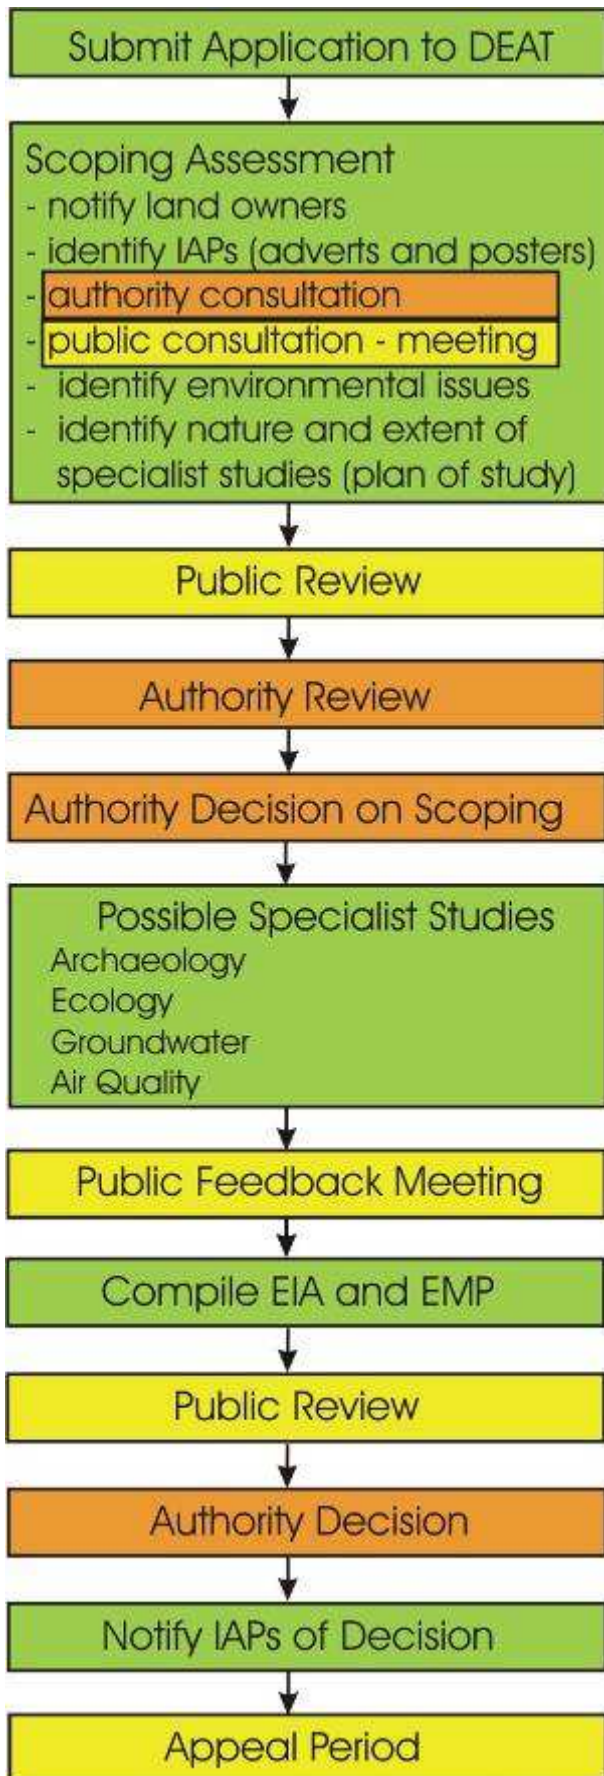 Submit Application to DEAT
Scoping Assessment
- notify land owners
- identify IAPs (adverts and posters)
- authority consultation
- public consultation - meeting
- identify environmental issues
- identify nature and extent of
specialist studies (plan of study)
Public Review
Authority Review
Authority Decision on Scoping
Possible Specialist Studies
Archaeology
Ecology
Groundwater
Air Quality
Public Feedback Meeting
Compile EIA and EMP
Public Review
Authority Decision
Notify IAPs of Decision
Appeal Period